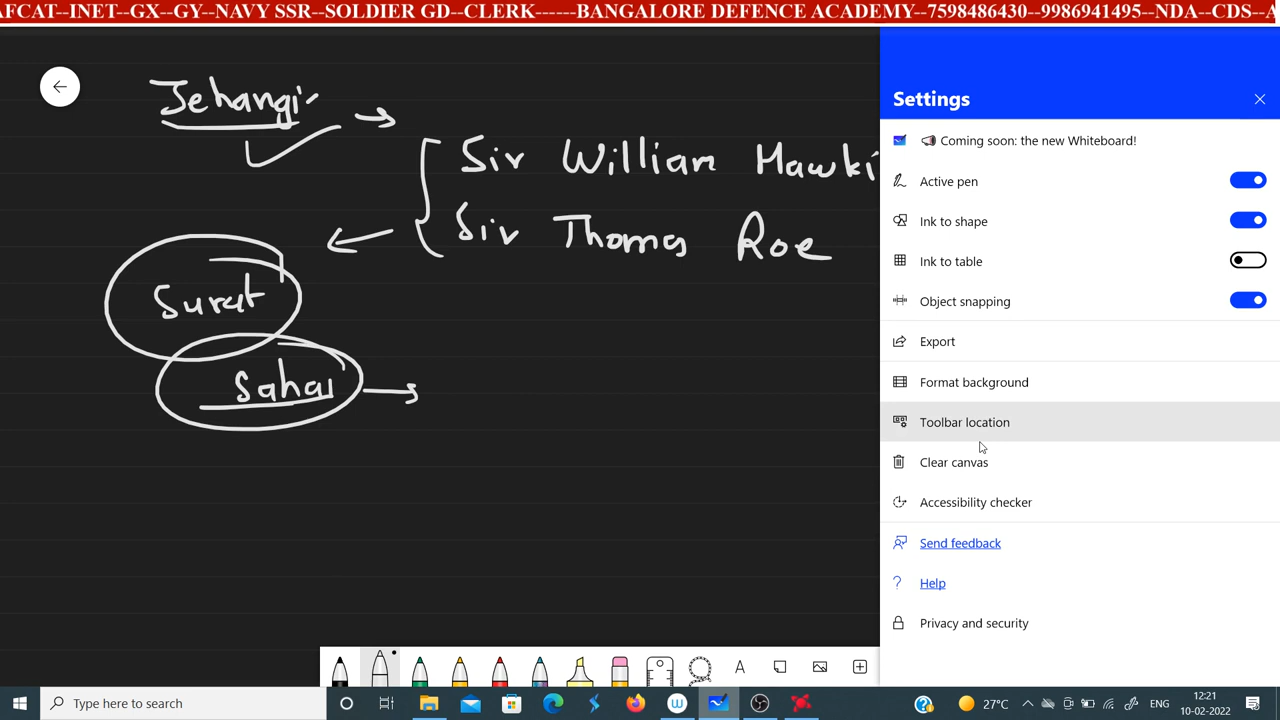 AFCAT--INET--GX--GY--NAVY SSR--SOLDIER GD--CLERK------BANGALORE DEFENCE ACADEMY--7598486430--9986941495--NDA--CDS--A
Jehangir
Sir William Hawki
Sir Thomas Roe
Surat
Sahai
Settings
Coming soon: the new Whiteboard!
Active pen
Ink to shape
Ink to table
Object snapping
Export
Format background
Toolbar location
Clear canvas
Accessibility checker
Send feedback
Help
Privacy and security
Type here to search
27°C
ENG
12:21
10-02-2022